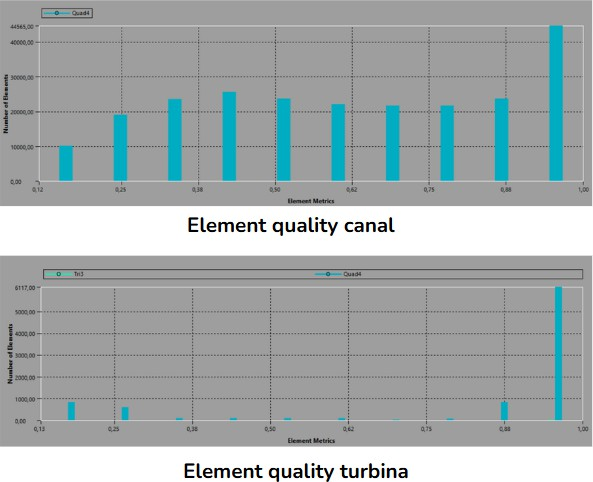 Quad4
44565,00
40000,00
30000,00
20000,00
10000,00
0,00
Number of Elements
0,12 0,25 0,38 0,50 0,62 0,75 0,88 1,00
Element Metrics
Element quality canal
Tri3 Quad4
6117,00
5000,00
4000,00
3000,00
2000,00
1000,00
0,00
Number of Elements
0,13 0,25 0,38 0,50 0,62 0,75 0,88 1,00
Element Metrics
Element quality turbina